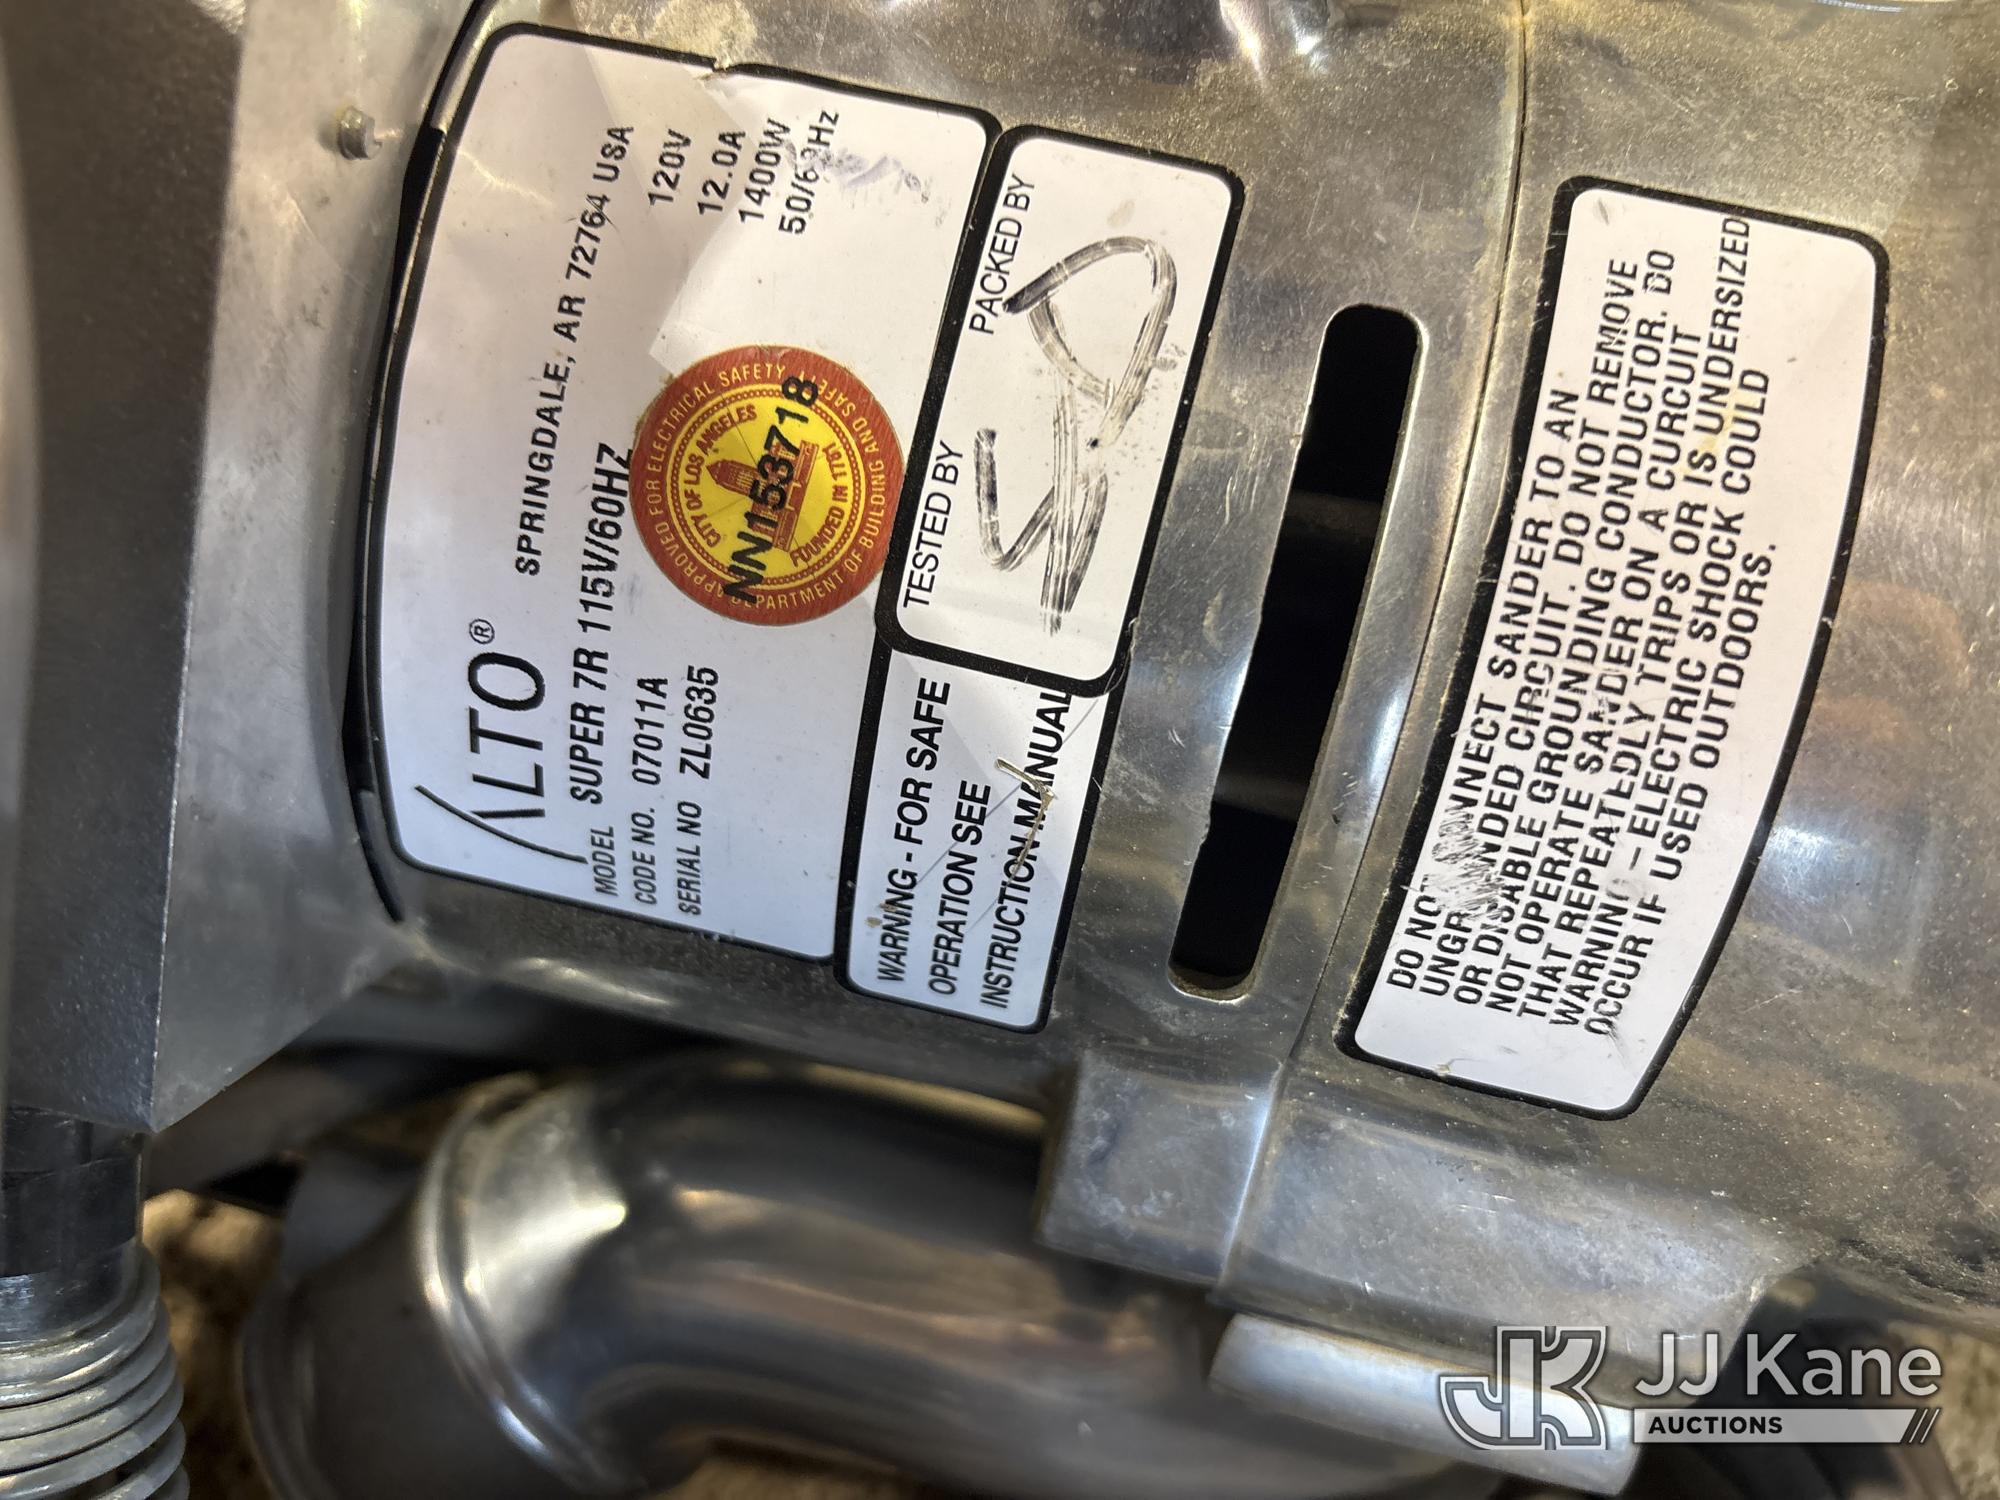 ALTO®
SPRINGDALE, AR 72764 USA
MODEL SUPER 7R 115V/60HZ
120V
CODE NO. 07011A
12.0A
SERIAL NO ZL0635
1400W
50/60Hz
APPROVED FOR ELECTRICAL SAFETY
CITY OF LOS ANGELES
NN153718
FOUNDED IN 1781
DEPARTMENT OF BUILDING AND SAFETY
WARNING - FOR SAFE
OPERATION SEE
INSTRUCTION MANUAL
TESTED BY
PACKED BY
DO NOT CONNECT SANDER TO AN
UNGROUNDED CIRCUIT. DO NOT REMOVE
OR DISABLE GROUNDING CONDUCTOR. DO
NOT OPERATE SANDER ON A CURCUIT
THAT REPEATEDLY TRIPS OR IS UNDERSIZED
WARNING - ELECTRIC SHOCK COULD
OCCUR IF USED OUTDOORS.
JK JJ Kane
AUCTIONS